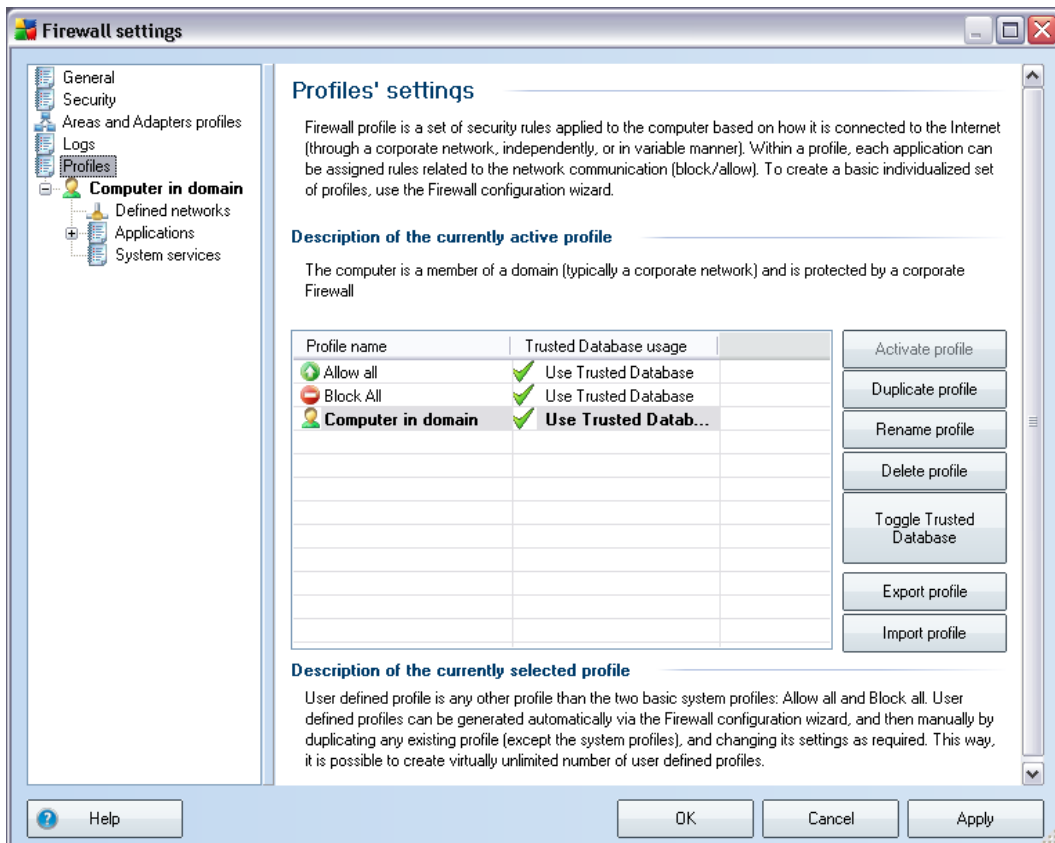 Firewall settings
General
Security
Areas and Adapters profiles
Logs
Profiles
Computer in domain
Defined networks
Applications
System services
Profiles' settings
Firewall profile is a set of security rules applied to the computer based on how it is connected to the Internet
(through a corporate network, independently, or in variable manner). Within a profile, each application can
be assigned rules related to the network communication (block/allow). To create a basic individualized set
of profiles, use the Firewall configuration wizard.
Description of the currently active profile
The computer is a member of a domain (typically a corporate network) and is protected by a corporate
Firewall
Profile name Trusted Database usage
Allow all Use Trusted Database
Block All Use Trusted Database
Computer in domain Use Trusted Datab...
Activate profile
Duplicate profile
Rename profile
Delete profile
Toggle Trusted
Database
Export profile
Import profile
Description of the currently selected profile
User defined profile is any other profile than the two basic system profiles: Allow all and Block all. User
defined profiles can be generated automatically via the Firewall configuration wizard, and then manually by
duplicating any existing profile (except the system profiles), and changing its settings as required. This way,
it is possible to create virtually unlimited number of user defined profiles.
Help OK Cancel Apply